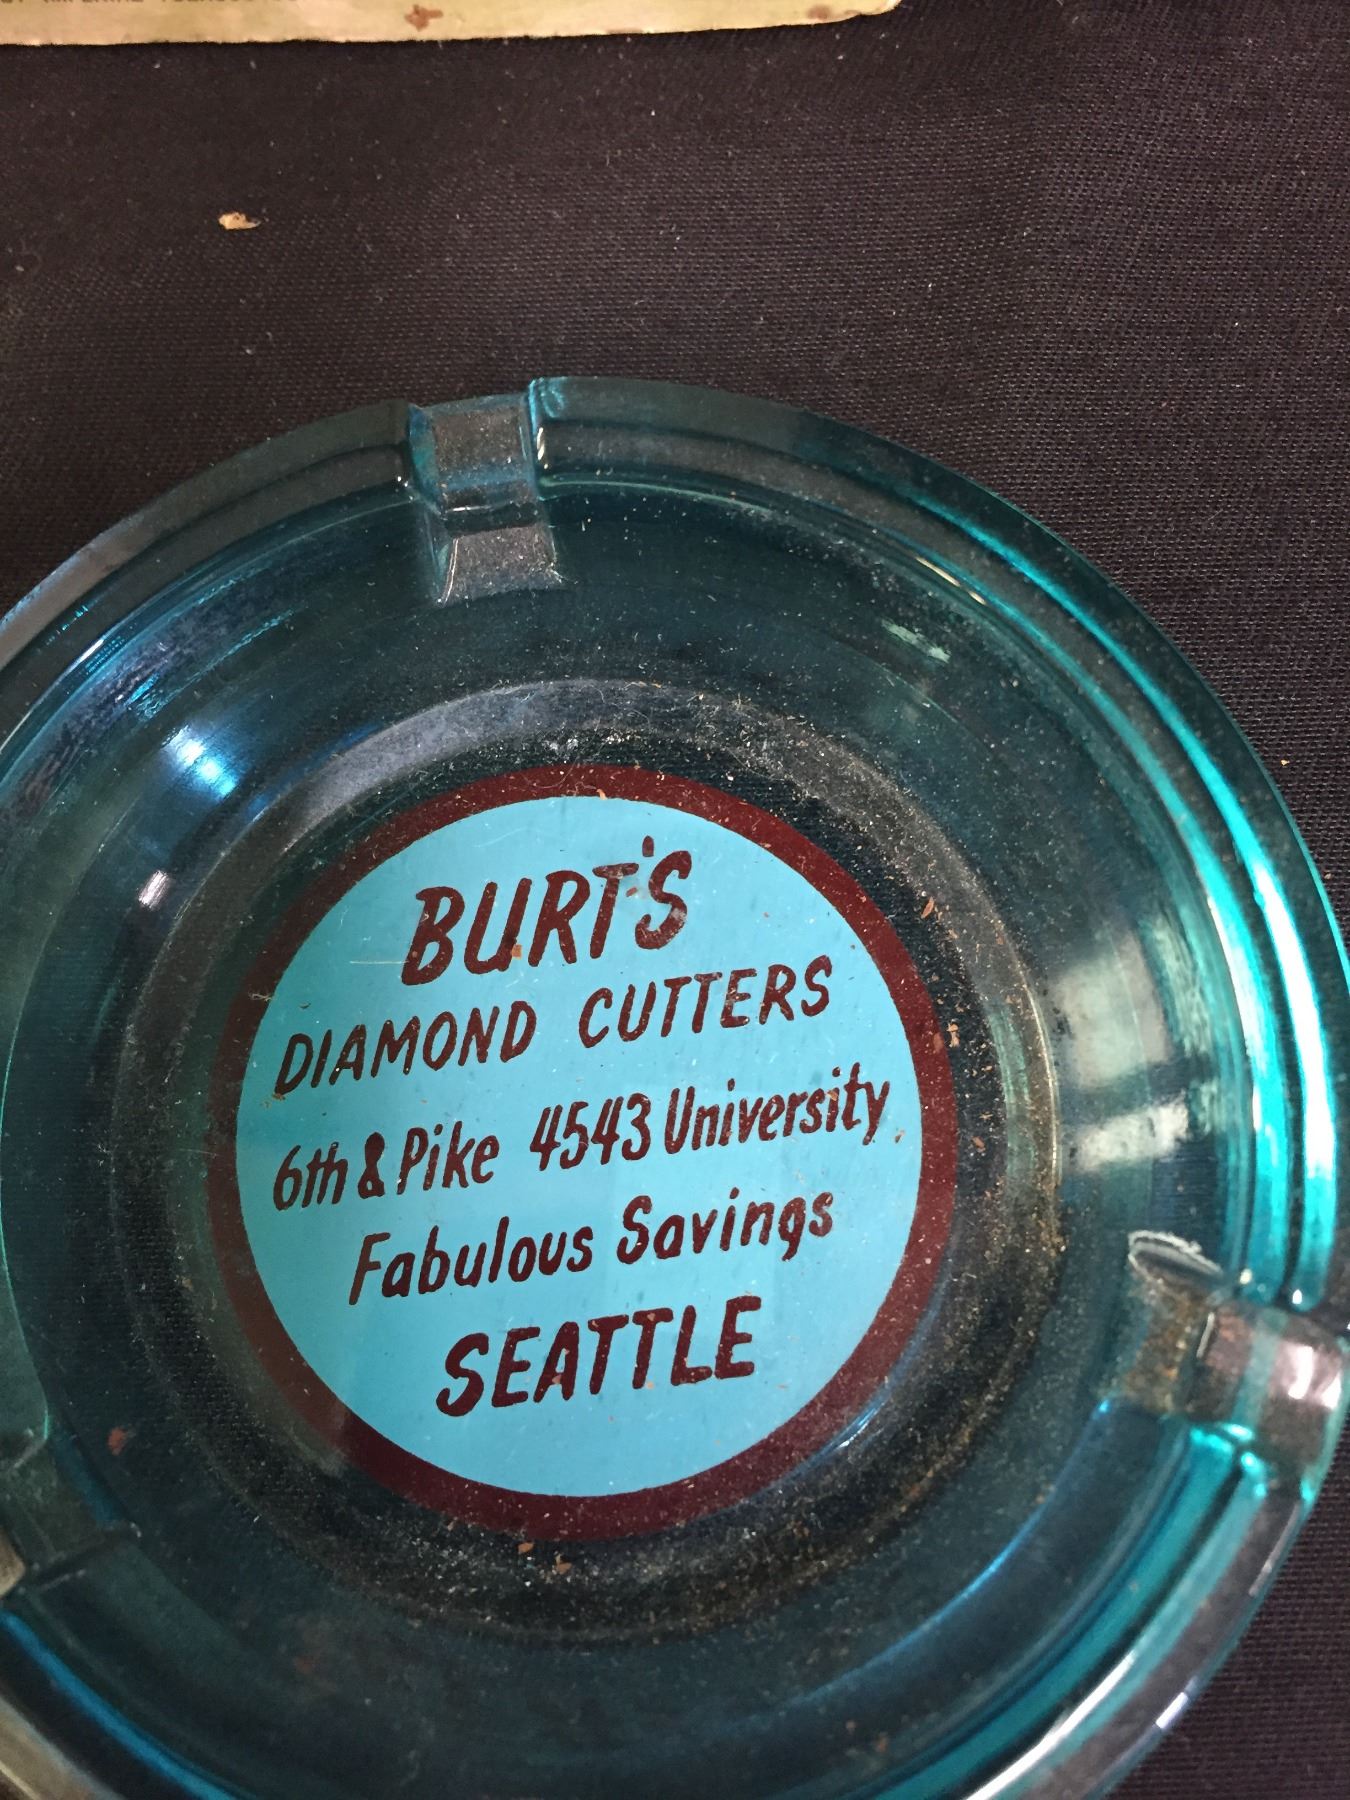 BURT'S
DIAMOND CUTTERS
6th & Pike 4543 University
Fabulous Savings
SEATTLE